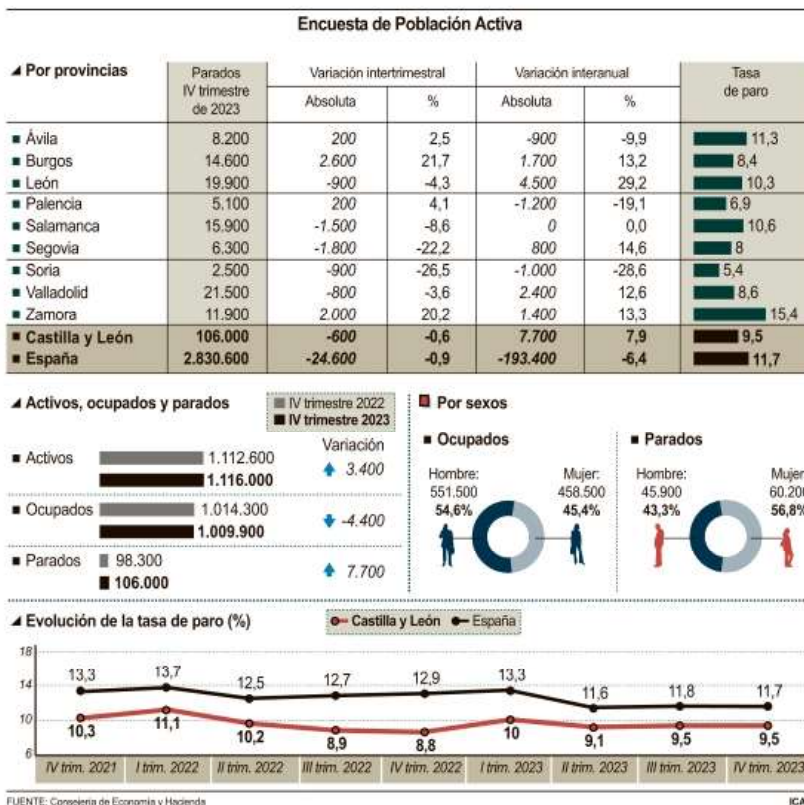 Encuesta de Población Activa
Por provincias
Parados
IV trimestre
de 2023
Variación intertrimestral
Absoluta %
Variación interanual
Absoluta %
Tasa
de paro
Ávila 8.200 200 2,5 -900 -9,9 11,3
Burgos 14.600 2.600 21,7 1.700 13,2 8,4
León 19.900 -900 -4,3 4.500 29,2 10,3
Palencia 5.100 200 4,1 -1.200 -19,1 6,9
Salamanca 15.900 -1.500 -8,6 0 0,0 10,6
Segovia 6.300 -1.800 -22,2 800 14,6 8
Soria 2.500 -900 -26,5 -1.000 -28,6 5,4
Valladolid 21.500 -800 -3,6 2.400 12,6 8,6
Zamora 11.900 2.000 20,2 1.400 13,3 15,4
Castilla y León 106.000 -600 -0,6 7.700 7,9 9,5
España 2.830.600 -24.600 -0,9 -193.400 -6,4 11,7
Activos, ocupados y parados
IV trimestre 2022
IV trimestre 2023
Variación
Activos 1.112.600
1.116.000
3.400
Ocupados 1.014.300
1.009.900
-4.400
Parados 98.300
106.000
7.700
Por sexos
Ocupados
Hombre:
551.500
54,6%
Mujer:
458.500
45,4%
Parados
Hombre:
45.900
43,3%
Mujer
60.200
56,8%
Evolución de la tasa de paro (%)
Castilla y León España
18
14
10
6
13,3 13,7 12,5 12,7 12,9 13,3 11,6 11,8 11,7
10,3 11,1 10,2 8,9 8,8 10 9,1 9,5 9,5
IV trim. 2021 I trim. 2022 II trim. 2022 III trim. 2022 IV trim. 2022 I trim. 2023 II trim. 2023 III trim. 2023 IV trim. 2023
FUENTE: Consejería de Economía y Hacienda
ICA